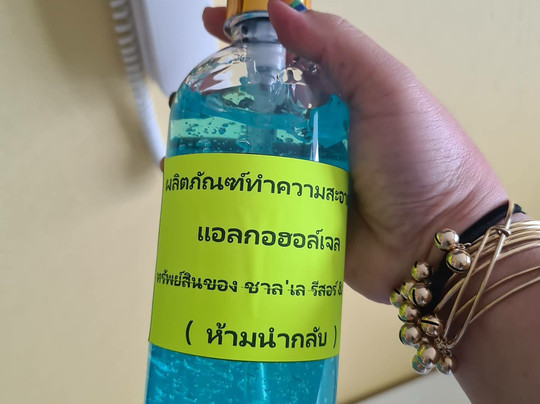 ผลิตภัณฑ์ทำความสะอา
แอลกอฮอล์เจล
ทรัพย์สินของ ชาล'เล รีสอร์
( ห้ามนำกลับ )